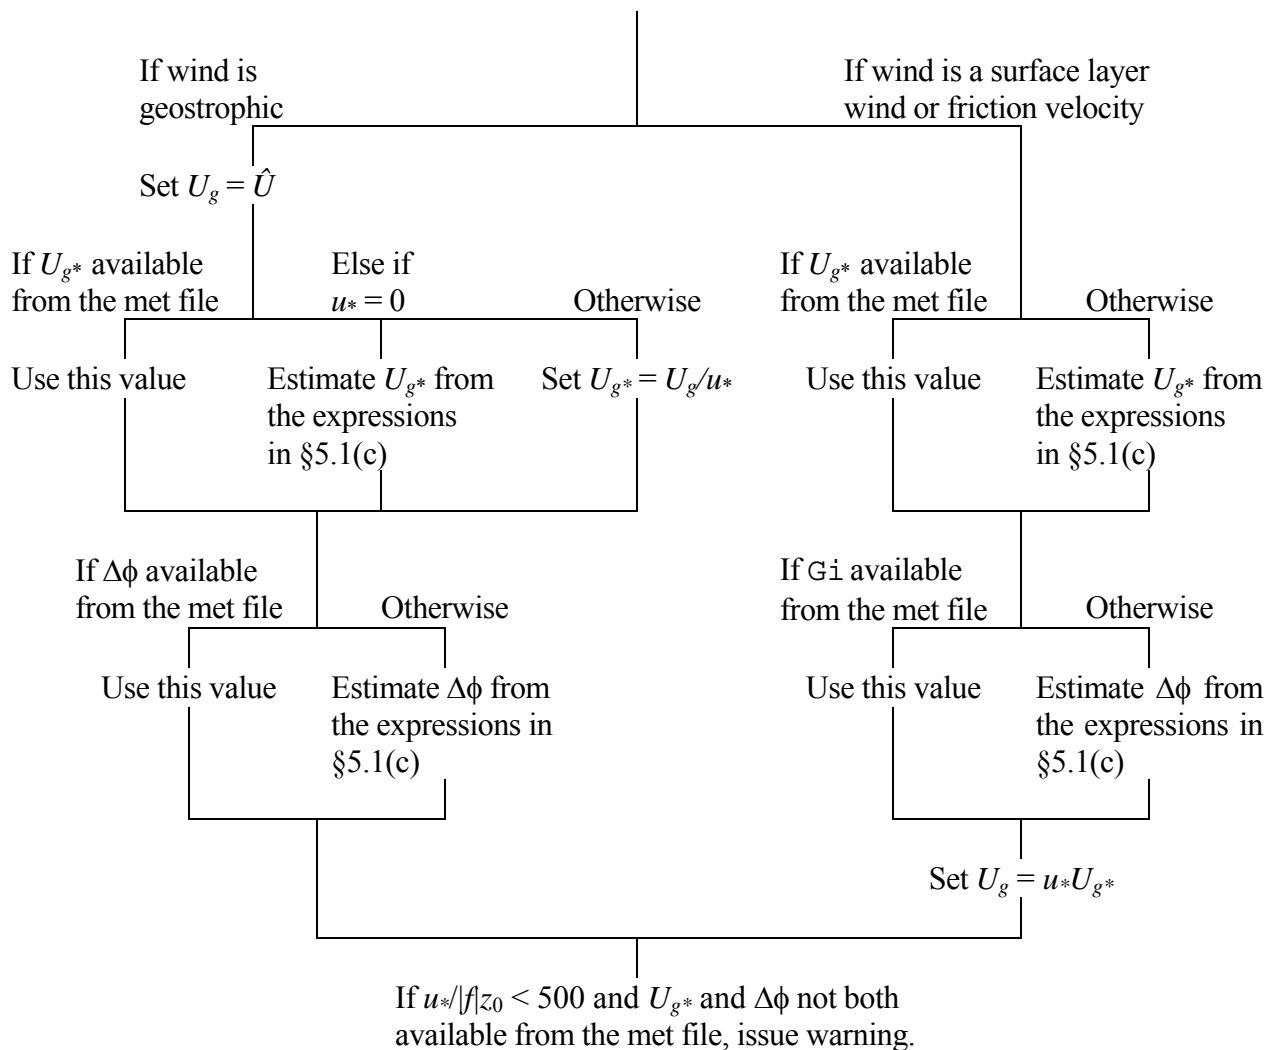 If wind is
geostrophic
If wind is a surface layer
wind or friction velocity
Set U_g = Û
If U_g* available
from the met file
Else if
u* = 0
Otherwise
If U_g* available
from the met file
Otherwise
Use this value
Estimate U_g* from
the expressions
in §5.1(c)
Set U_g* = U_g/u*
Use this value
Estimate U_g* from
the expressions
in §5.1(c)
If Δϕ available
from the met file
Otherwise
If Gi available
from the met file
Otherwise
Use this value
Estimate Δϕ from
the expressions in
§5.1(c)
Use this value
Estimate Δϕ from
the expressions in
§5.1(c)
Set U_g = u*U_g*
If u*/|f|z₀ < 500 and U_g* and Δϕ not both
available from the met file, issue warning.